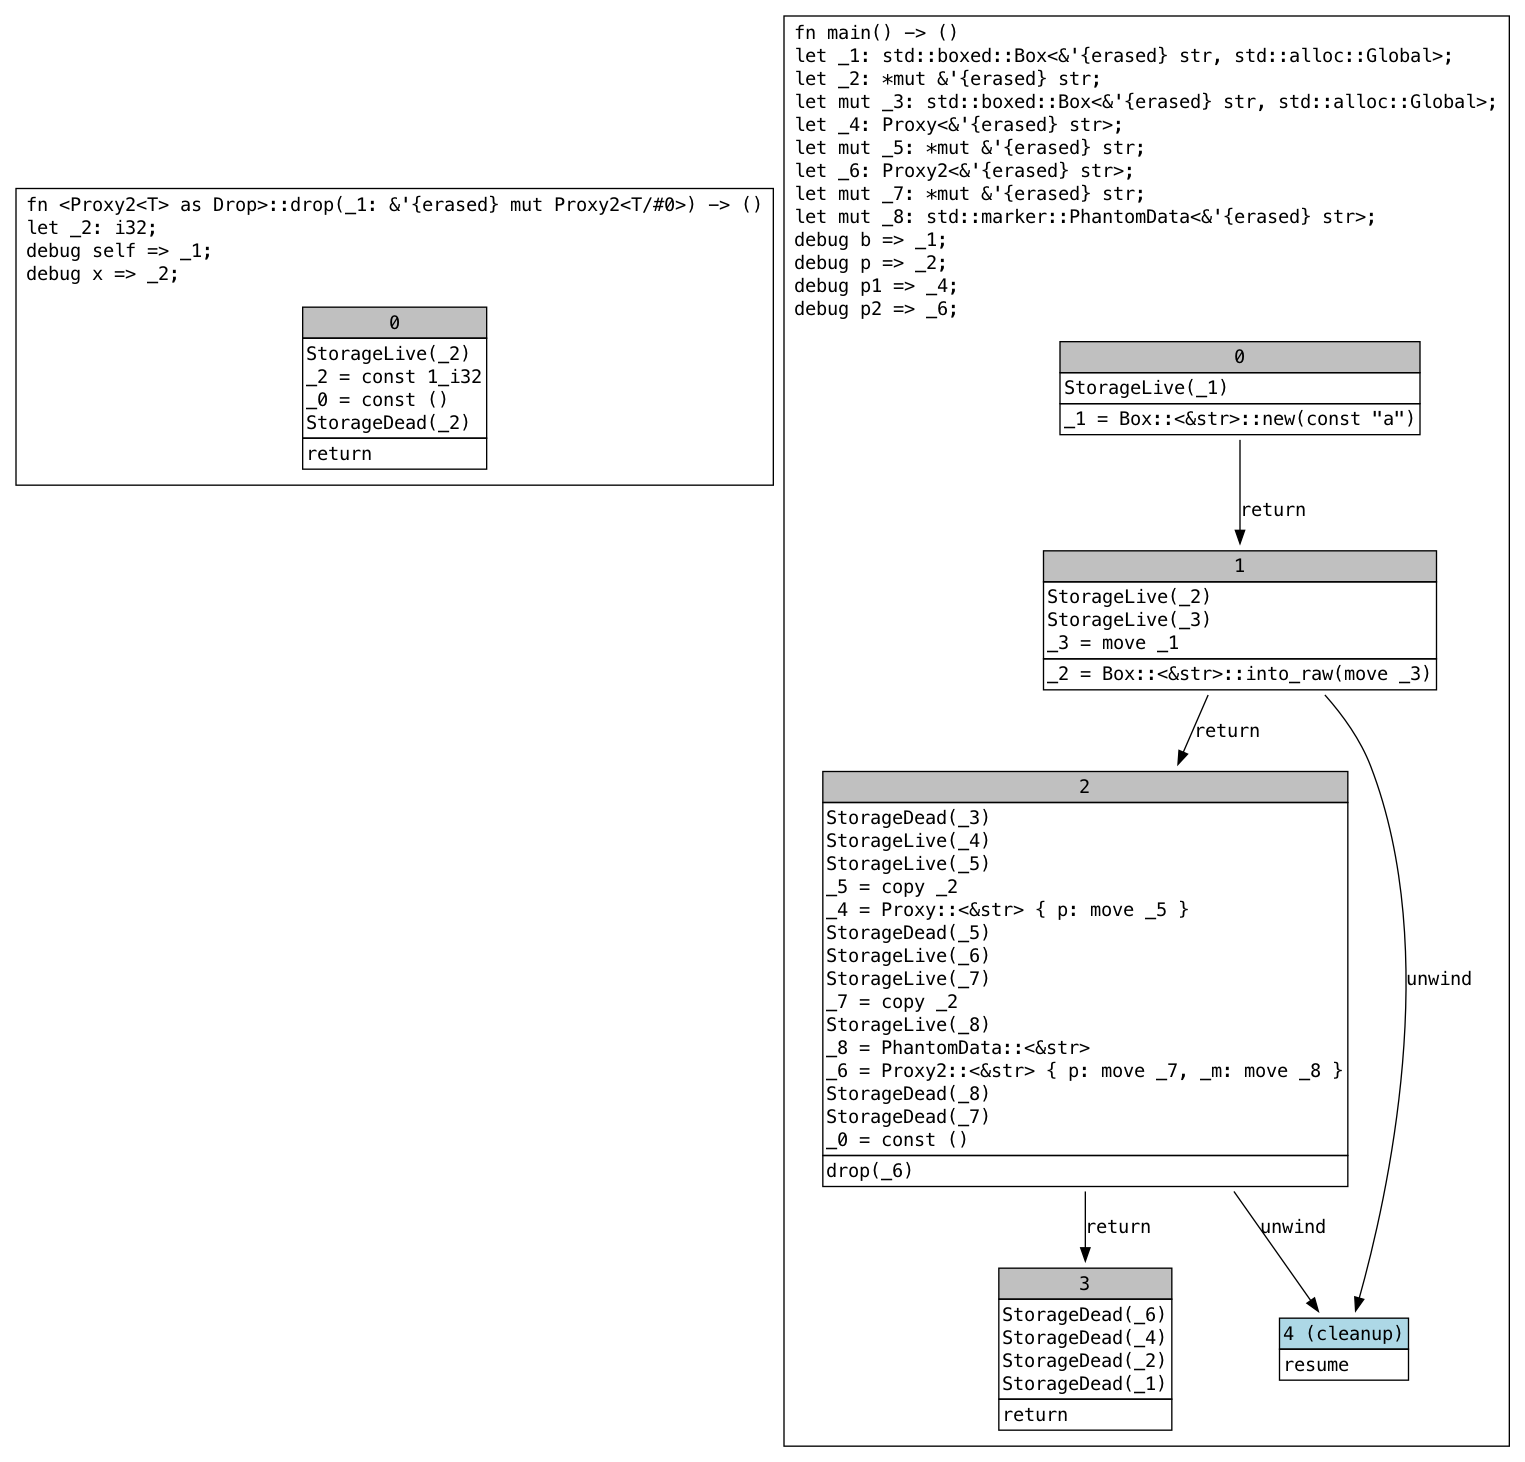 fn <Proxy2<T> as Drop>::drop(_1: &'{erased} mut Proxy2<T/#0>) -> ()
let _2: i32;
debug self => _1;
debug x => _2;
0
StorageLive(_2)
_2 = const 1_i32
_0 = const ()
StorageDead(_2)
return
fn main() -> ()
let _1: std::boxed::Box<&'{erased} str, std::alloc::Global>;
let _2: *mut &'{erased} str;
let mut _3: std::boxed::Box<&'{erased} str, std::alloc::Global>;
let _4: Proxy<&'{erased} str>;
let mut _5: *mut &'{erased} str;
let _6: Proxy2<&'{erased} str>;
let mut _7: *mut &'{erased} str;
let mut _8: std::marker::PhantomData<&'{erased} str>;
debug b => _1;
debug p => _2;
debug p1 => _4;
debug p2 => _6;
0
StorageLive(_1)
_1 = Box::<&str>::new(const "a")
return
1
StorageLive(_2)
StorageLive(_3)
_3 = move _1
_2 = Box::<&str>::into_raw(move _3)
return
unwind
2
StorageDead(_3)
StorageLive(_4)
StorageLive(_5)
_5 = copy _2
_4 = Proxy::<&str> { p: move _5 }
StorageDead(_5)
StorageLive(_6)
StorageLive(_7)
_7 = copy _2
StorageLive(_8)
_8 = PhantomData::<&str>
_6 = Proxy2::<&str> { p: move _7, _m: move _8 }
StorageDead(_8)
StorageDead(_7)
_0 = const ()
drop(_6)
return
unwind
3
StorageDead(_6)
StorageDead(_4)
StorageDead(_2)
StorageDead(_1)
return
4 (cleanup)
resume